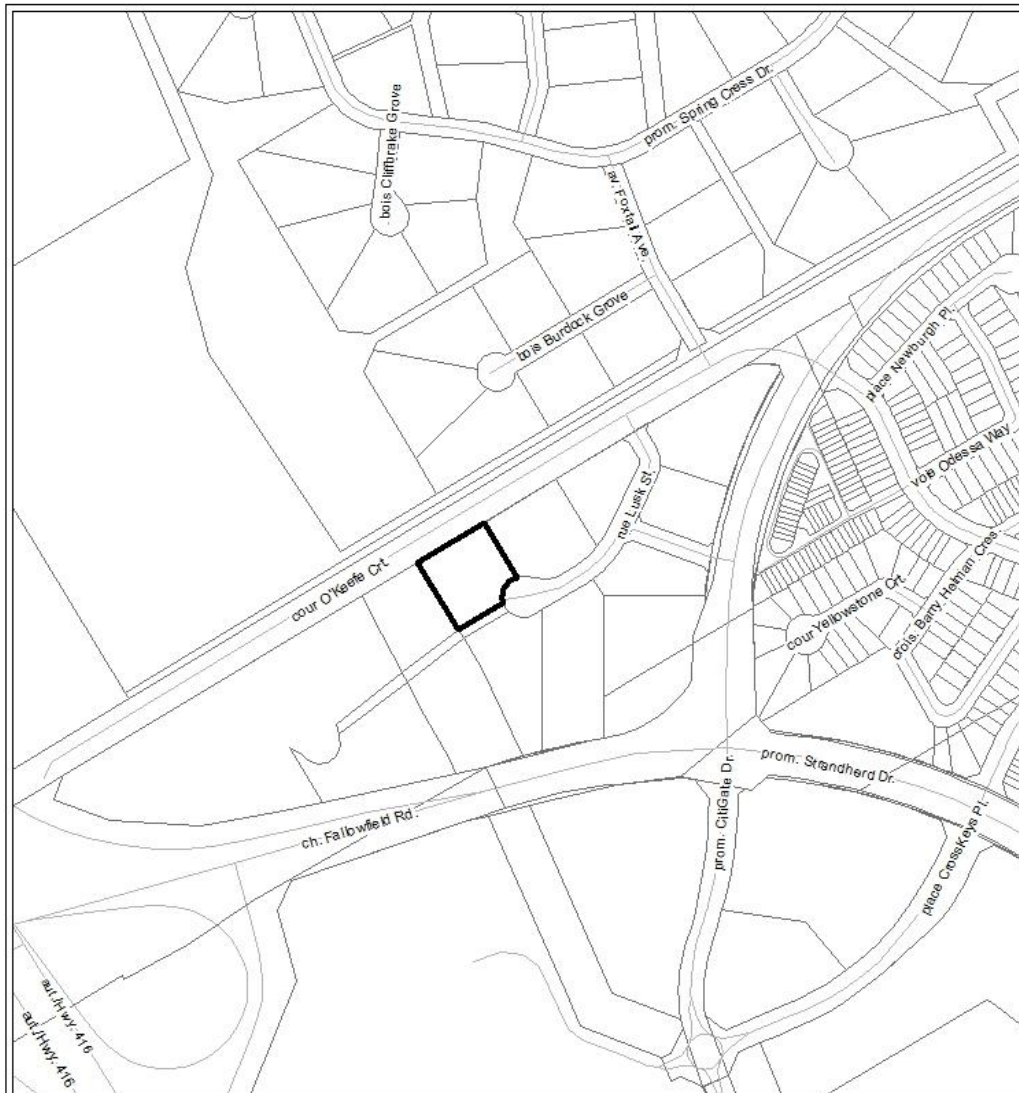 prom. Spring Cress Dr.
bois Cliffbrake Grove
av. Foxtail Ave.
bois Burdock Grove
place Newburgh Pl.
voie Odessa Way
rue Lusk St.
cour O'Keefe Crt.
crois. Barry Helman Cres.
cour Yellowstone Crt.
prom. Strandherd Dr.
prom. CitiGate Dr.
ch. Fallowfield Rd.
place CrossKeys Pl.
aut./Hwy. 416
aut./Hwy. 416